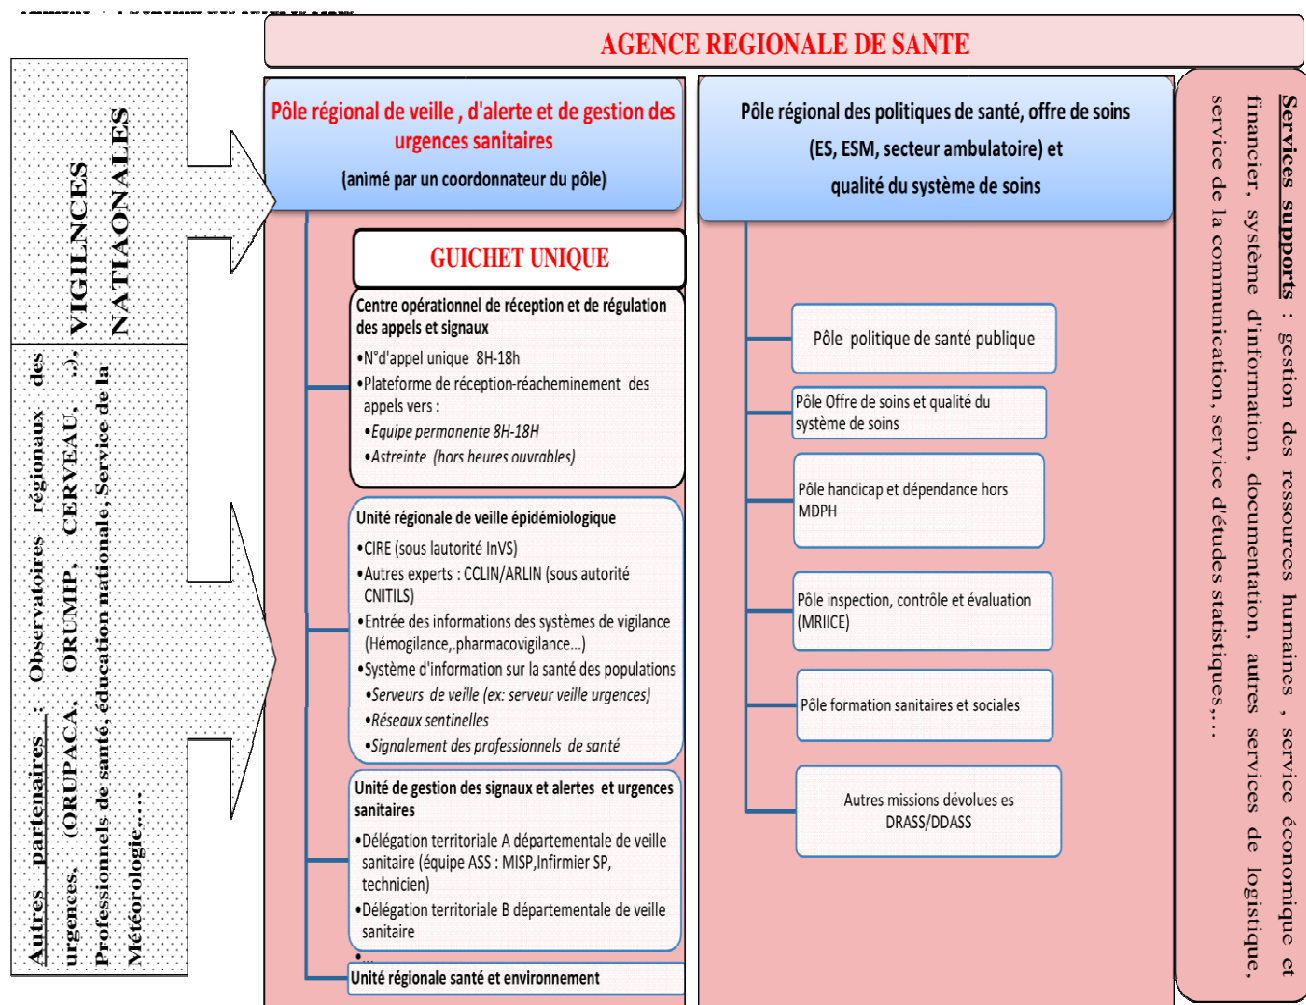 AGENCE REGIONALE DE SANTE
VIGILNCES
NATIAONALES
Autres partenaires : Observatoires régionaux des
urgences. (ORUPACA, ORUMIP, CERVEAU, ..),
Professionnels de santé, éducation nationale, Service de la
Météorologie,....
Pôle régional de veille , d'alerte et de gestion des
urgences sanitaires
(animé par un coordonnateur du pôle)
GUICHET UNIQUE
Centre opérationnel de réception et de régulation
des appels et signaux
•N°d'appel unique 8H-18h
•Plateforme de réception-réacheminement des
appels vers :
•Equipe permanente 8H-18H
•Astreinte (hors heures ouvrables)
Unité régionale de veille épidémiologique
•CIRE (sous lautorité InVS)
•Autres experts : CCLIN/ARLIN (sous autorité
CNITILS)
•Entrée des informations des systèmes de vigilance
(Hémogilance,.pharmacovigilance...)
•Système d'information sur la santé des populations
•Serveurs de veille (ex: serveur veille urgences)
•Réseaux sentinelles
•Signalement des professionnels de santé
Unité de gestion des signaux et alertes et urgences
sanitaires
•Délégation territoriale A départementale de veille
sanitaire (équipe ASS : MISP,Infirmier SP,
technicien)
•Délégation territoriale B départementale de veille
sanitaire
•...
Unité régionale santé et environnement
Pôle régional des politiques de santé, offre de soins
(ES, ESM, secteur ambulatoire) et
qualité du système de soins
Pôle politique de santé publique
Pôle Offre de soins et qualité du
système de soins
Pôle handicap et dépendance hors
MDPH
Pôle inspection, contrôle et évaluation
(MRIICE)
Pôle formation sanitaires et sociales
Autres missions dévolues es
DRASS/DDASS
Services supports : gestion des ressources humaines , service économique et
financier, système d'information, documentation, autres services de logistique,
service de la communication, service d'études statistiques,...